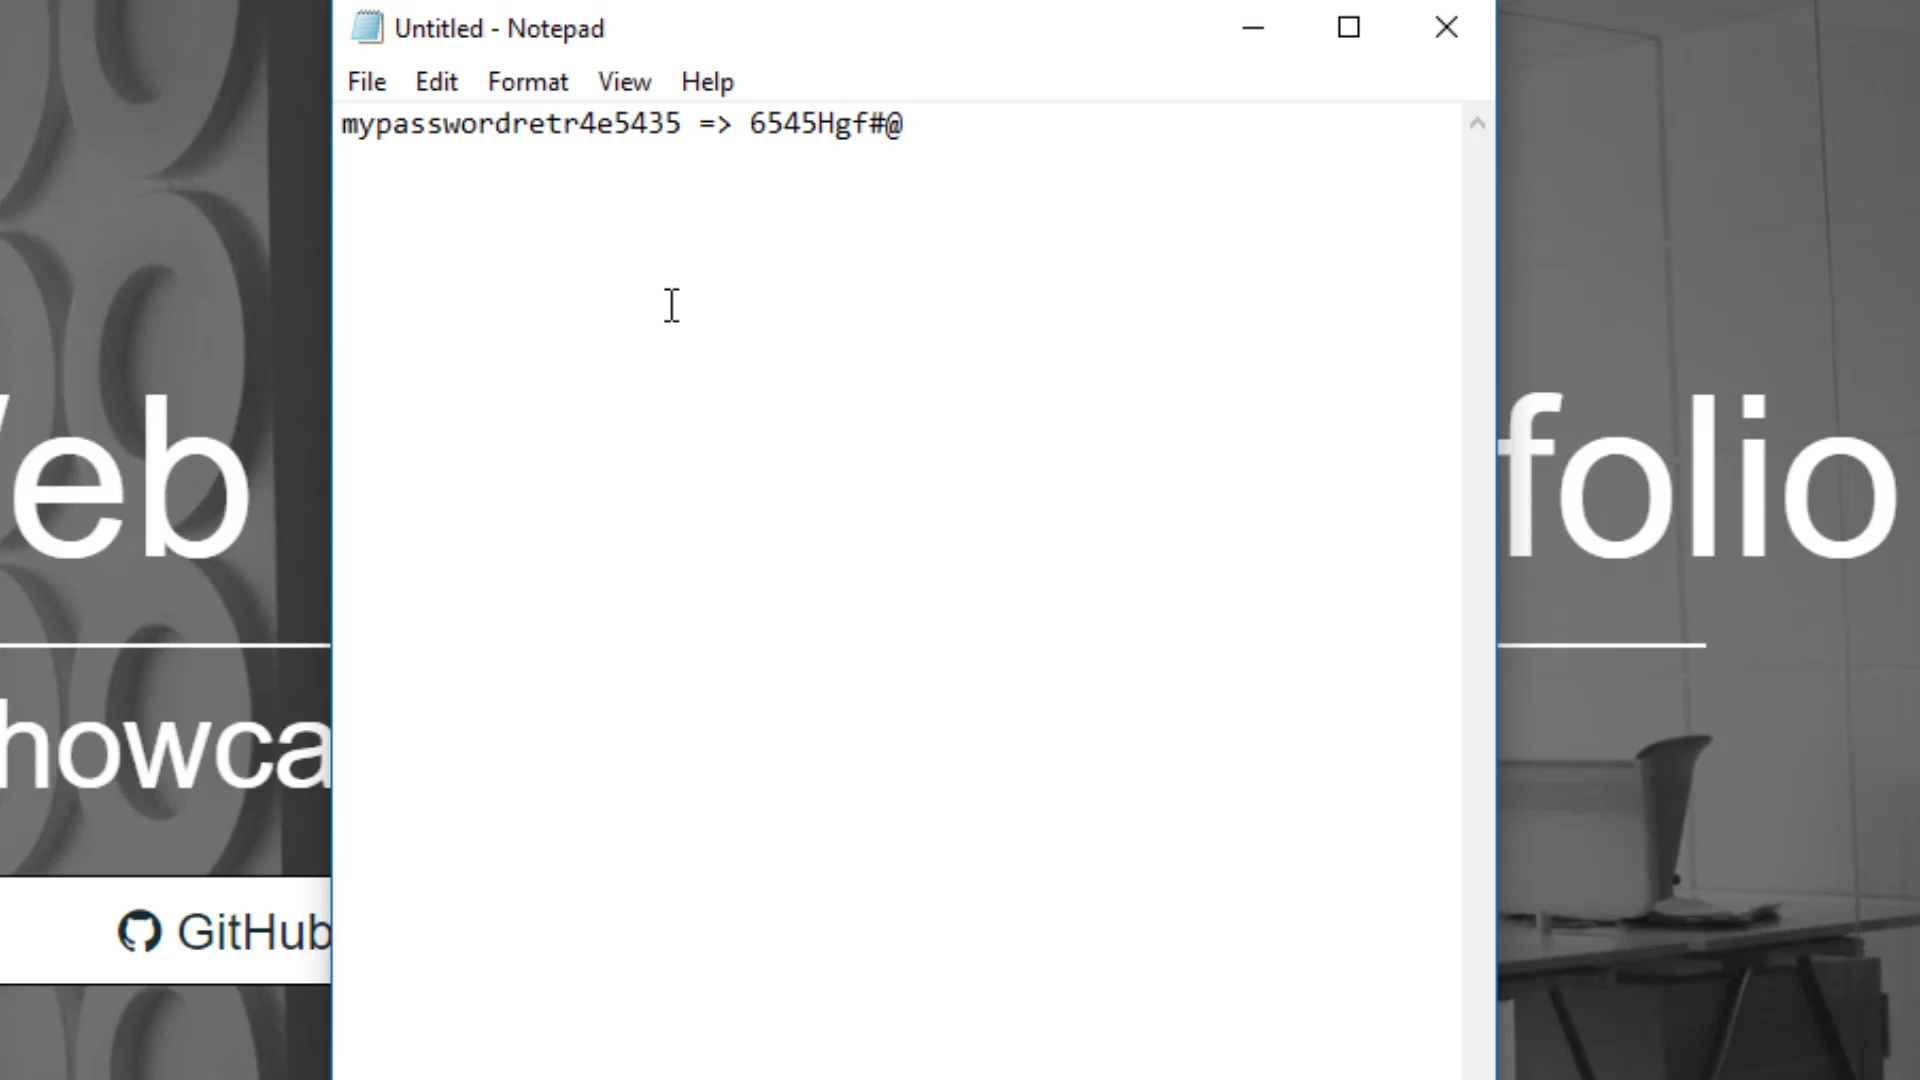 Untitled - Notepad
File Edit Format View Help
mypasswordretr4e5435 => 6545Hgf#@
eb
folio
howca
GitHub